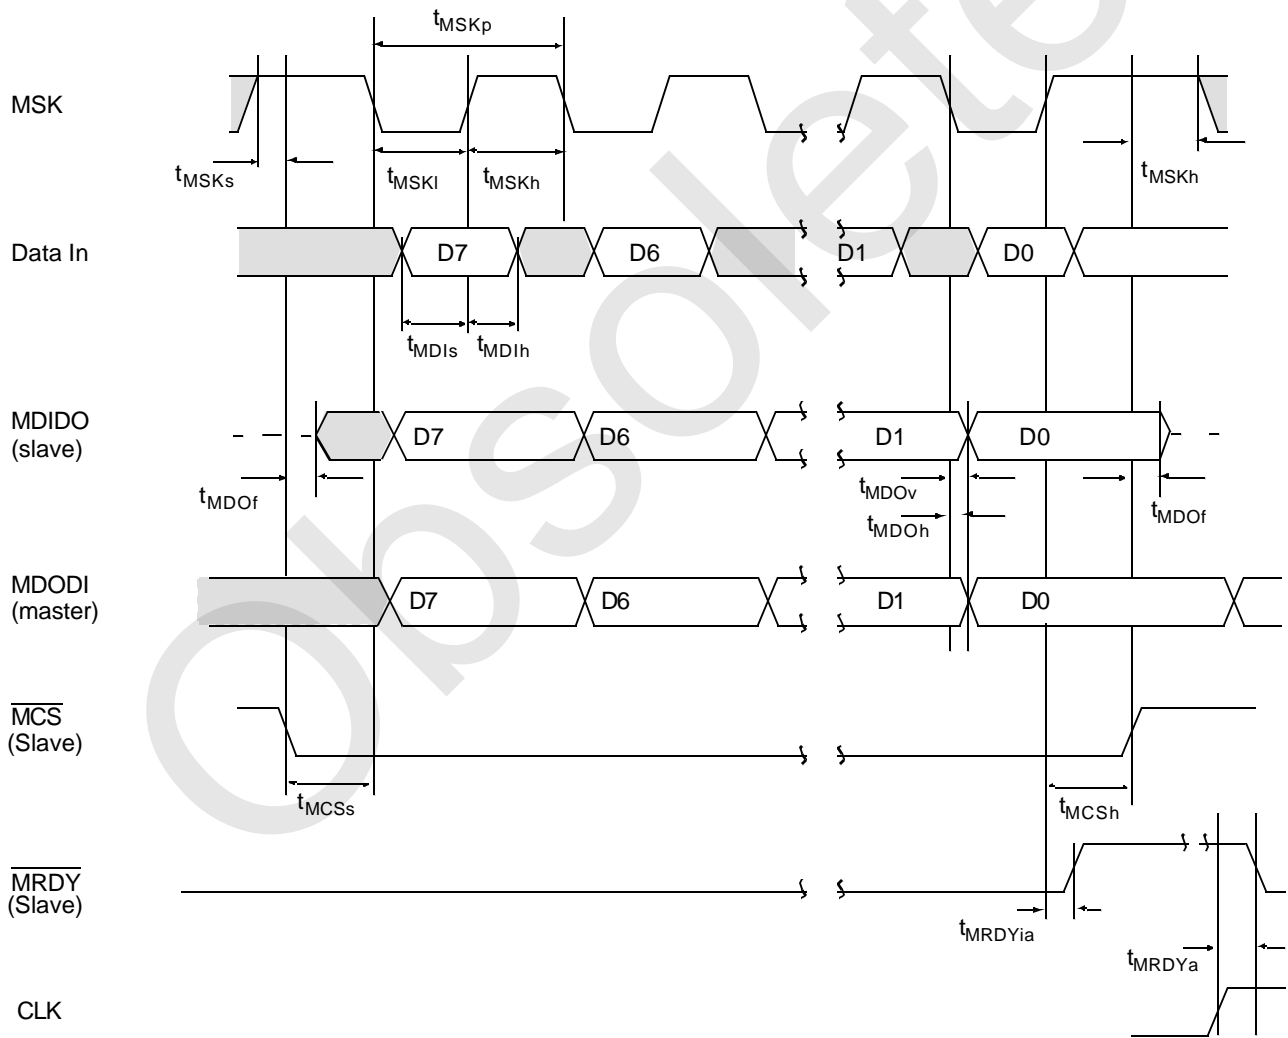 Obsolete
tMSKp
MSK
tMSKs
tMSKl
tMSKh
tMSKh
Data In
D7
D6
D1
D0
tMDIs
tMDIh
MDIDO
(slave)
D7
D6
D1
D0
tMDOf
tMDOv
tMDOh
tMDOf
MDODI
(master)
D7
D6
D1
D0
MCS
(Slave)
tMCSs
tMCSh
MRDY
(Slave)
tMRDYia
tMRDYa
CLK